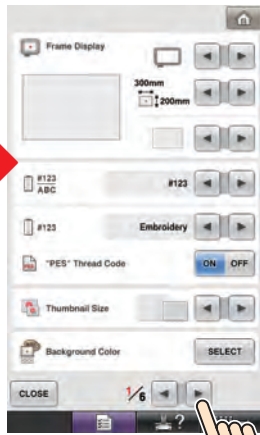 Frame Display
300mm
200mm
#123
ABC
#123
#123
Embroidery
"PES" Thread Code
ON
OFF
Thumbnail Size
Background Color
SELECT
CLOSE
1/6
?